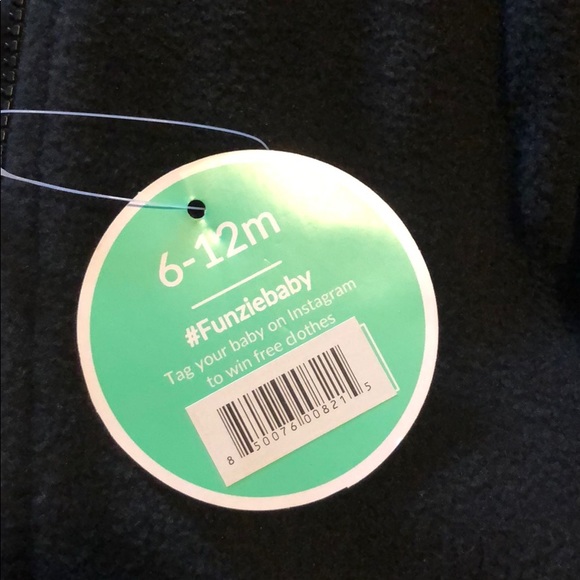 6-12m
#Funziebaby
Tag your baby on Instagram
to win free clothes
8 50076 00821 5